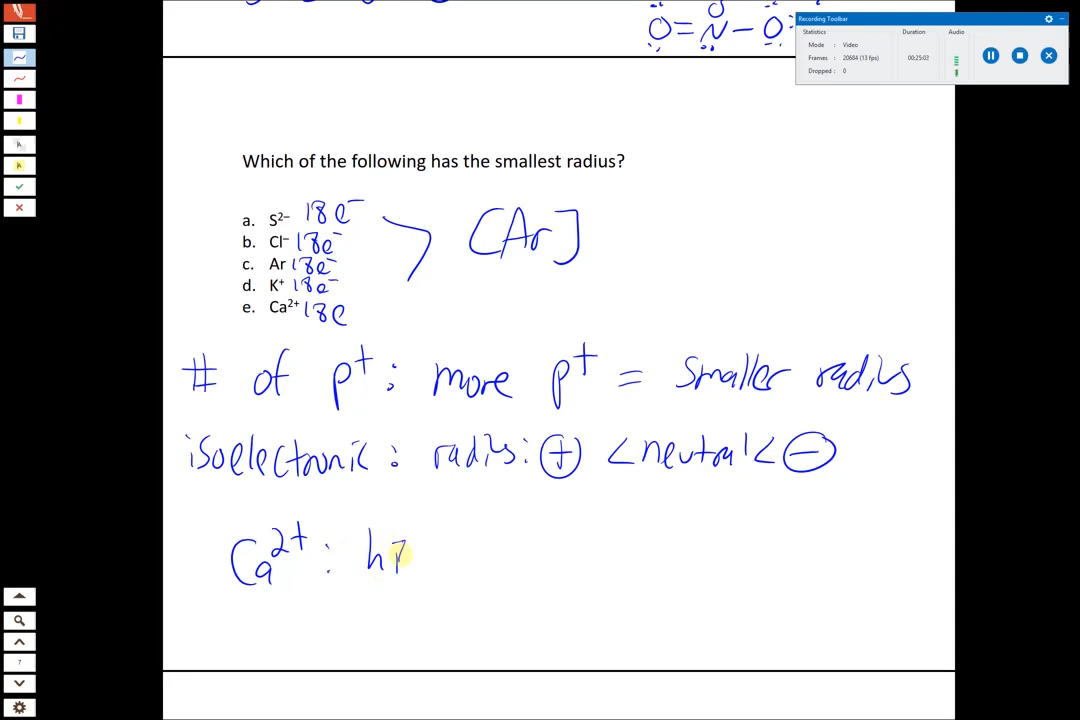 O=N-O:
Recording Toolbar
Statistics
Duration
Audio
Mode : Video
Frames : 20684 (13 fps)
00:25:03
Dropped : 0
Which of the following has the smallest radius?
a. S²⁻ 18e⁻
b. Cl⁻ 18e⁻
c. Ar 18e⁻
d. K⁺ 18e⁻
e. Ca²⁺ 18e
[Ar]
# of p⁺ : more p⁺ = smaller radius
isoelectronic : radius: ⊕ < neutral < ⊖
Ca²⁺ :
7